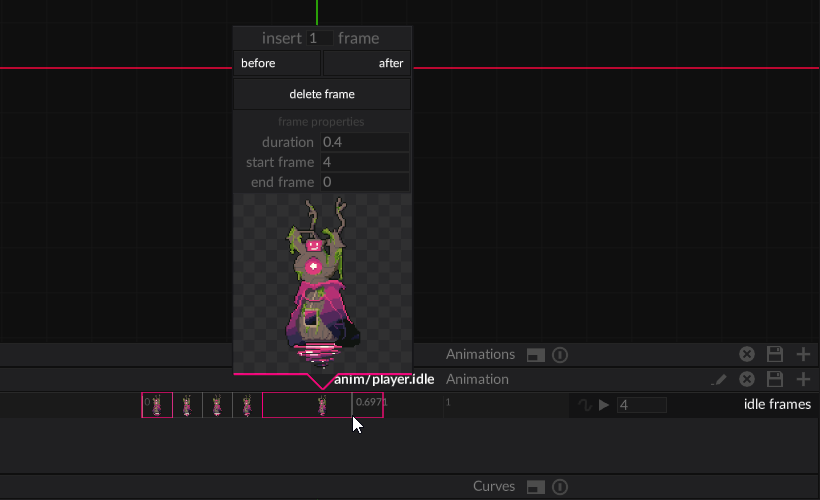 insert 1 frame
before after
delete frame
frame properties
duration 0.4
start frame 4
end frame 0
Animations
anim/player.idle Animation
0 0.6971 1 4 idle frames
Curves